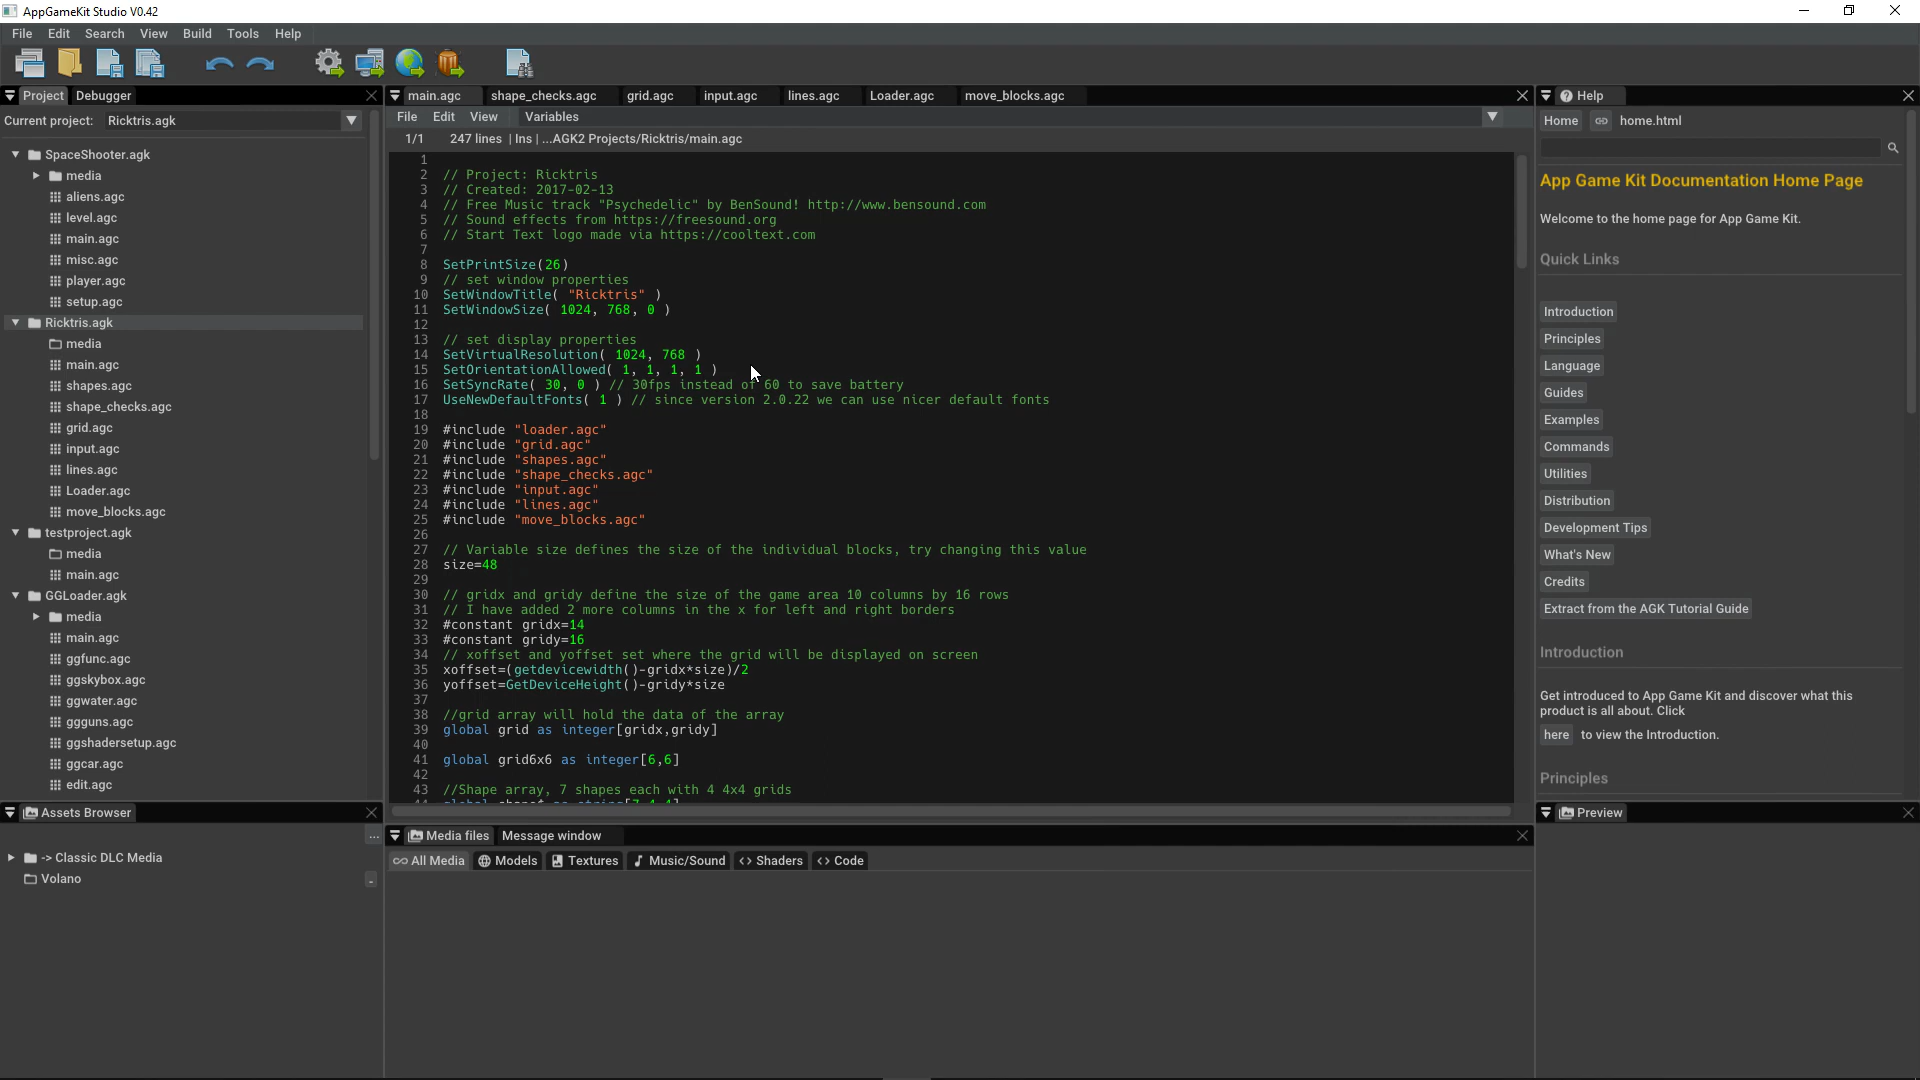 AppGameKit Studio V0.42
File Edit Search View Build Tools Help
Project Debugger
Current project: Ricktris.agk
SpaceShooter.agk
media
aliens.agc
level.agc
main.agc
misc.agc
player.agc
setup.agc
Ricktris.agk
media
main.agc
shapes.agc
shape_checks.agc
grid.agc
input.agc
lines.agc
Loader.agc
move_blocks.agc
testproject.agk
media
main.agc
GGLoader.agk
media
main.agc
ggfunc.agc
ggskybox.agc
ggwater.agc
ggguns.agc
ggshadersetup.agc
ggcar.agc
edit.agc
Assets Browser
...
-> Classic DLC Media
Volano
main.agc shape_checks.agc grid.agc input.agc lines.agc Loader.agc move_blocks.agc
File Edit View Variables
1/1 247 lines | Ins | ...AGK2 Projects/Ricktris/main.agc
1
2 // Project: Ricktris
3 // Created: 2017-02-13
4 // Free Music track "Psychedelic" by BenSound! http://www.bensound.com
5 // Sound effects from https://freesound.org
6 // Start Text logo made via https://cooltext.com
7
8 SetPrintSize(26)
9 // set window properties
10 SetWindowTitle( "Ricktris" )
11 SetWindowSize( 1024, 768, 0 )
12
13 // set display properties
14 SetVirtualResolution( 1024, 768 )
15 SetOrientationAllowed( 1, 1, 1, 1 )
16 SetSyncRate( 30, 0 ) // 30fps instead of 60 to save battery
17 UseNewDefaultFonts( 1 ) // since version 2.0.22 we can use nicer default fonts
18
19 #include "loader.agc"
20 #include "grid.agc"
21 #include "shapes.agc"
22 #include "shape_checks.agc"
23 #include "input.agc"
24 #include "lines.agc"
25 #include "move_blocks.agc"
26
27 // Variable size defines the size of the individual blocks, try changing this value
28 size=48
29
30 // gridx and gridy define the size of the game area 10 columns by 16 rows
31 // I have added 2 more columns in the x for left and right borders
32 #constant gridx=14
33 #constant gridy=16
34 // xoffset and yoffset set where the grid will be displayed on screen
35 xoffset=(getdevicewidth()-gridx*size)/2
36 yoffset=GetDeviceHeight()-gridy*size
37
38 //grid array will hold the data of the array
39 global grid as integer[gridx,gridy]
40
41 global grid6x6 as integer[6,6]
42
43 //Shape array, 7 shapes each with 4 4x4 grids
Media files Message window
All Media Models Textures Music/Sound <> Shaders <> Code
Help
Home home.html
App Game Kit Documentation Home Page
Welcome to the home page for App Game Kit.
Quick Links
Introduction
Principles
Language
Guides
Examples
Commands
Utilities
Distribution
Development Tips
What's New
Credits
Extract from the AGK Tutorial Guide
Introduction
Get introduced to App Game Kit and discover what this
product is all about. Click
here to view the Introduction.
Principles
Preview